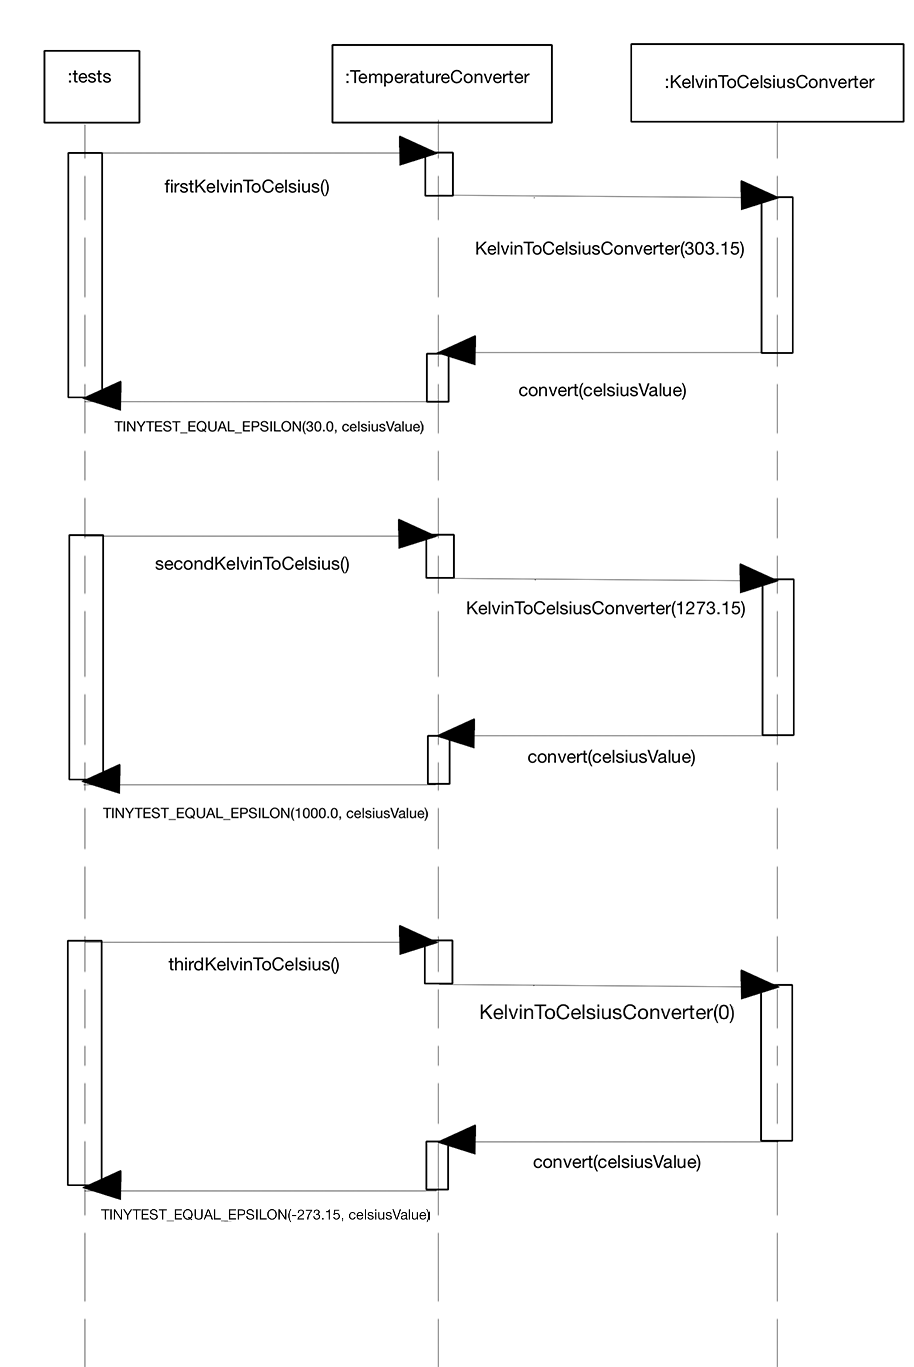 :tests
:TemperatureConverter
:KelvinToCelsiusConverter
firstKelvinToCelsius()
KelvinToCelsiusConverter(303.15)
convert(celsiusValue)
TINYTEST_EQUAL_EPSILON(30.0, celsiusValue)
secondKelvinToCelsius()
KelvinToCelsiusConverter(1273.15)
convert(celsiusValue)
TINYTEST_EQUAL_EPSILON(1000.0, celsiusValue)
thirdKelvinToCelsius()
KelvinToCelsiusConverter(0)
convert(celsiusValue)
TINYTEST_EQUAL_EPSILON(-273.15, celsiusValue)